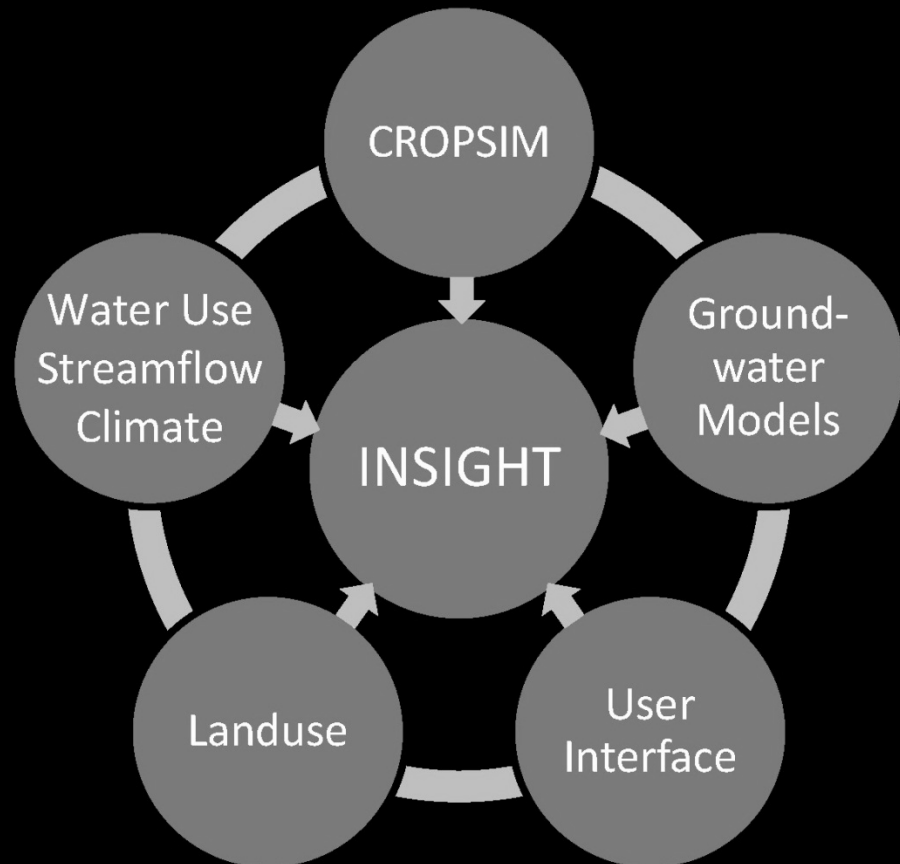 CROPSIM
Water Use
Streamflow
Climate
Ground-
water
Models
INSIGHT
Landuse
User
Interface